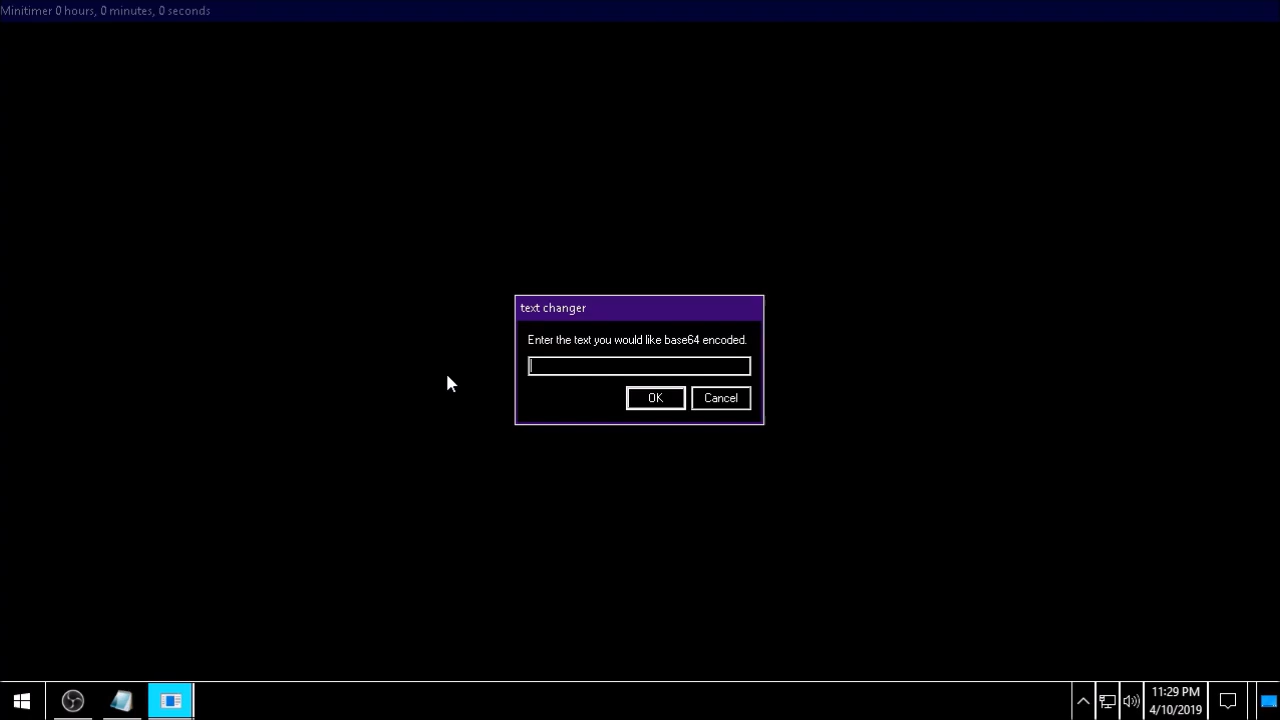 Minitimer 0 hours, 0 minutes, 0 seconds
text changer
Enter the text you would like base64 encoded.
OK
Cancel
11:29 PM
4/10/2019